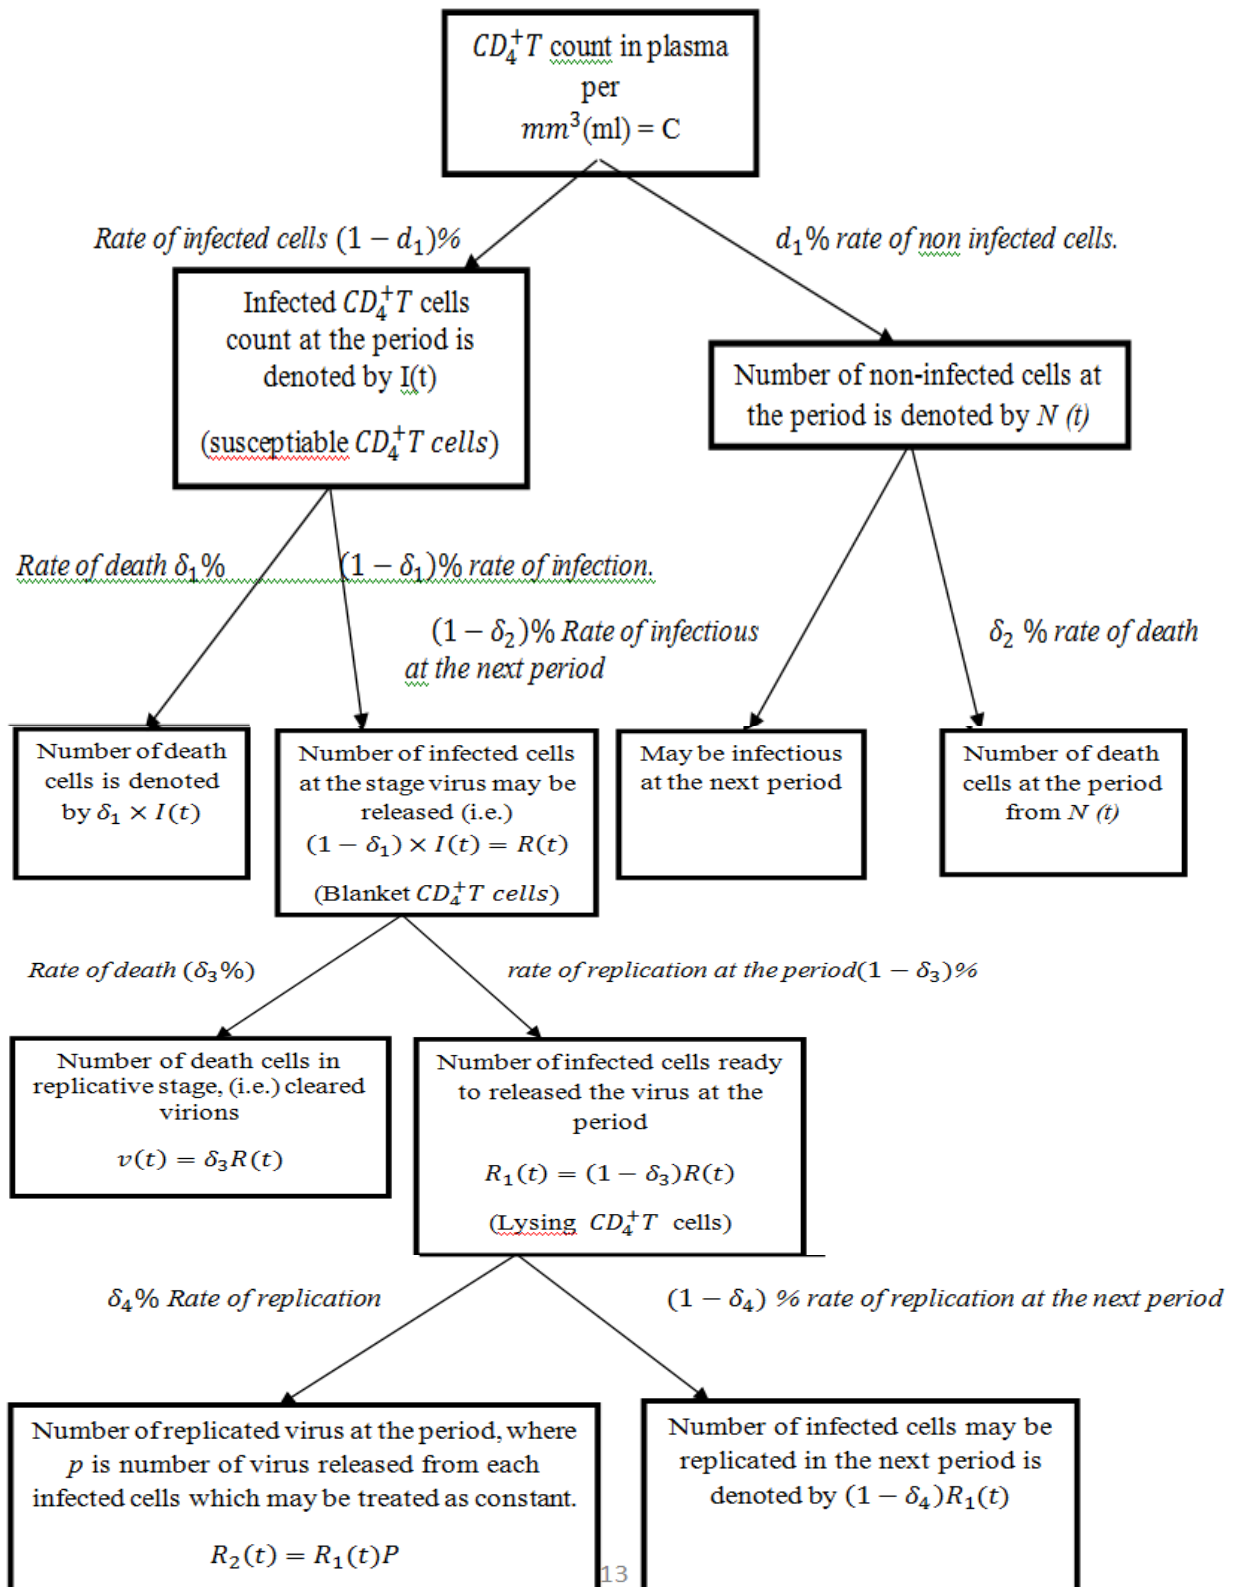 CD₄⁺T count in plasma
per
mm³(ml) = C
Rate of infected cells (1 − d₁)%
d₁% rate of non infected cells.
Infected CD₄⁺T cells
count at the period is
denoted by I(t)
(susceptiable CD₄⁺T cells)
Number of non-infected cells at
the period is denoted by N (t)
Rate of death δ₁%
(1 − δ₁)% rate of infection.
(1 − δ₂)% Rate of infectious
at the next period
δ₂ % rate of death
Number of death
cells is denoted
by δ₁ × I(t)
Number of infected cells
at the stage virus may be
released (i.e.)
(1 − δ₁) × I(t) = R(t)
(Blanket CD₄⁺T cells)
May be infectious
at the next period
Number of death
cells at the period
from N (t)
Rate of death (δ₃%)
rate of replication at the period(1 − δ₃)%
Number of death cells in
replicative stage, (i.e.) cleared
virions
v(t) = δ₃R(t)
Number of infected cells ready
to released the virus at the
period
R₁(t) = (1 − δ₃)R(t)
(Lysing CD₄⁺T cells)
δ₄% Rate of replication
(1 − δ₄) % rate of replication at the next period
Number of replicated virus at the period, where
p is number of virus released from each
infected cells which may be treated as constant.
R₂(t) = R₁(t)P
Number of infected cells may be
replicated in the next period is
denoted by (1 − δ₄)R₁(t)
13